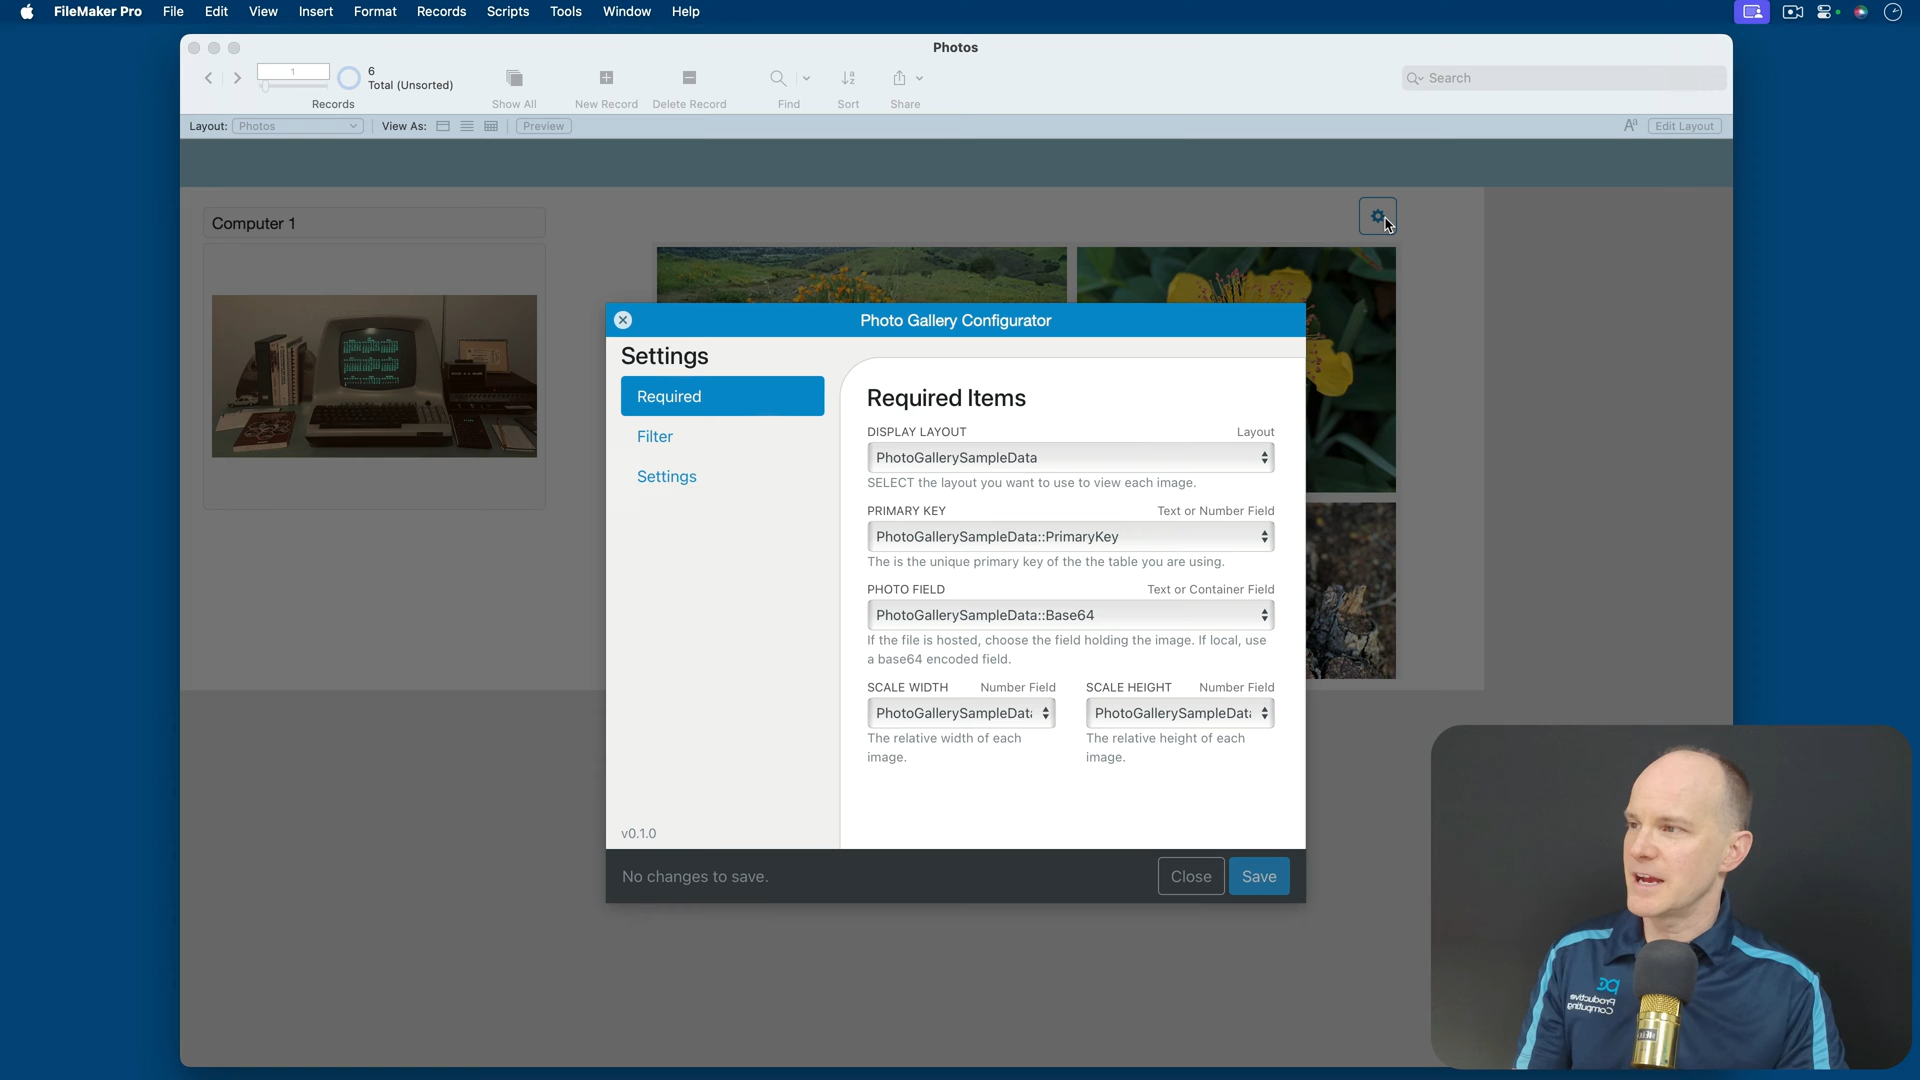 FileMaker Pro File Edit View Insert Format Records Scripts Tools Window Help
Photos
1
6
Total (Unsorted)
Records
Show All
New Record
Delete Record
Find
Sort
Share
Search
Layout: Photos
View As:
Preview
Aa
Edit Layout
Computer 1
Photo Gallery Configurator
Settings
Required
Filter
Settings
v0.1.0
Required Items
DISPLAY LAYOUT Layout
PhotoGallerySampleData
SELECT the layout you want to use to view each image.
PRIMARY KEY Text or Number Field
PhotoGallerySampleData::PrimaryKey
The is the unique primary key of the the table you are using.
PHOTO FIELD Text or Container Field
PhotoGallerySampleData::Base64
If the file is hosted, choose the field holding the image. If local, use
a base64 encoded field.
SCALE WIDTH Number Field
PhotoGallerySampleData
The relative width of each
image.
SCALE HEIGHT Number Field
PhotoGallerySampleData
The relative height of each
image.
No changes to save.
Close
Save
Productive
Computing